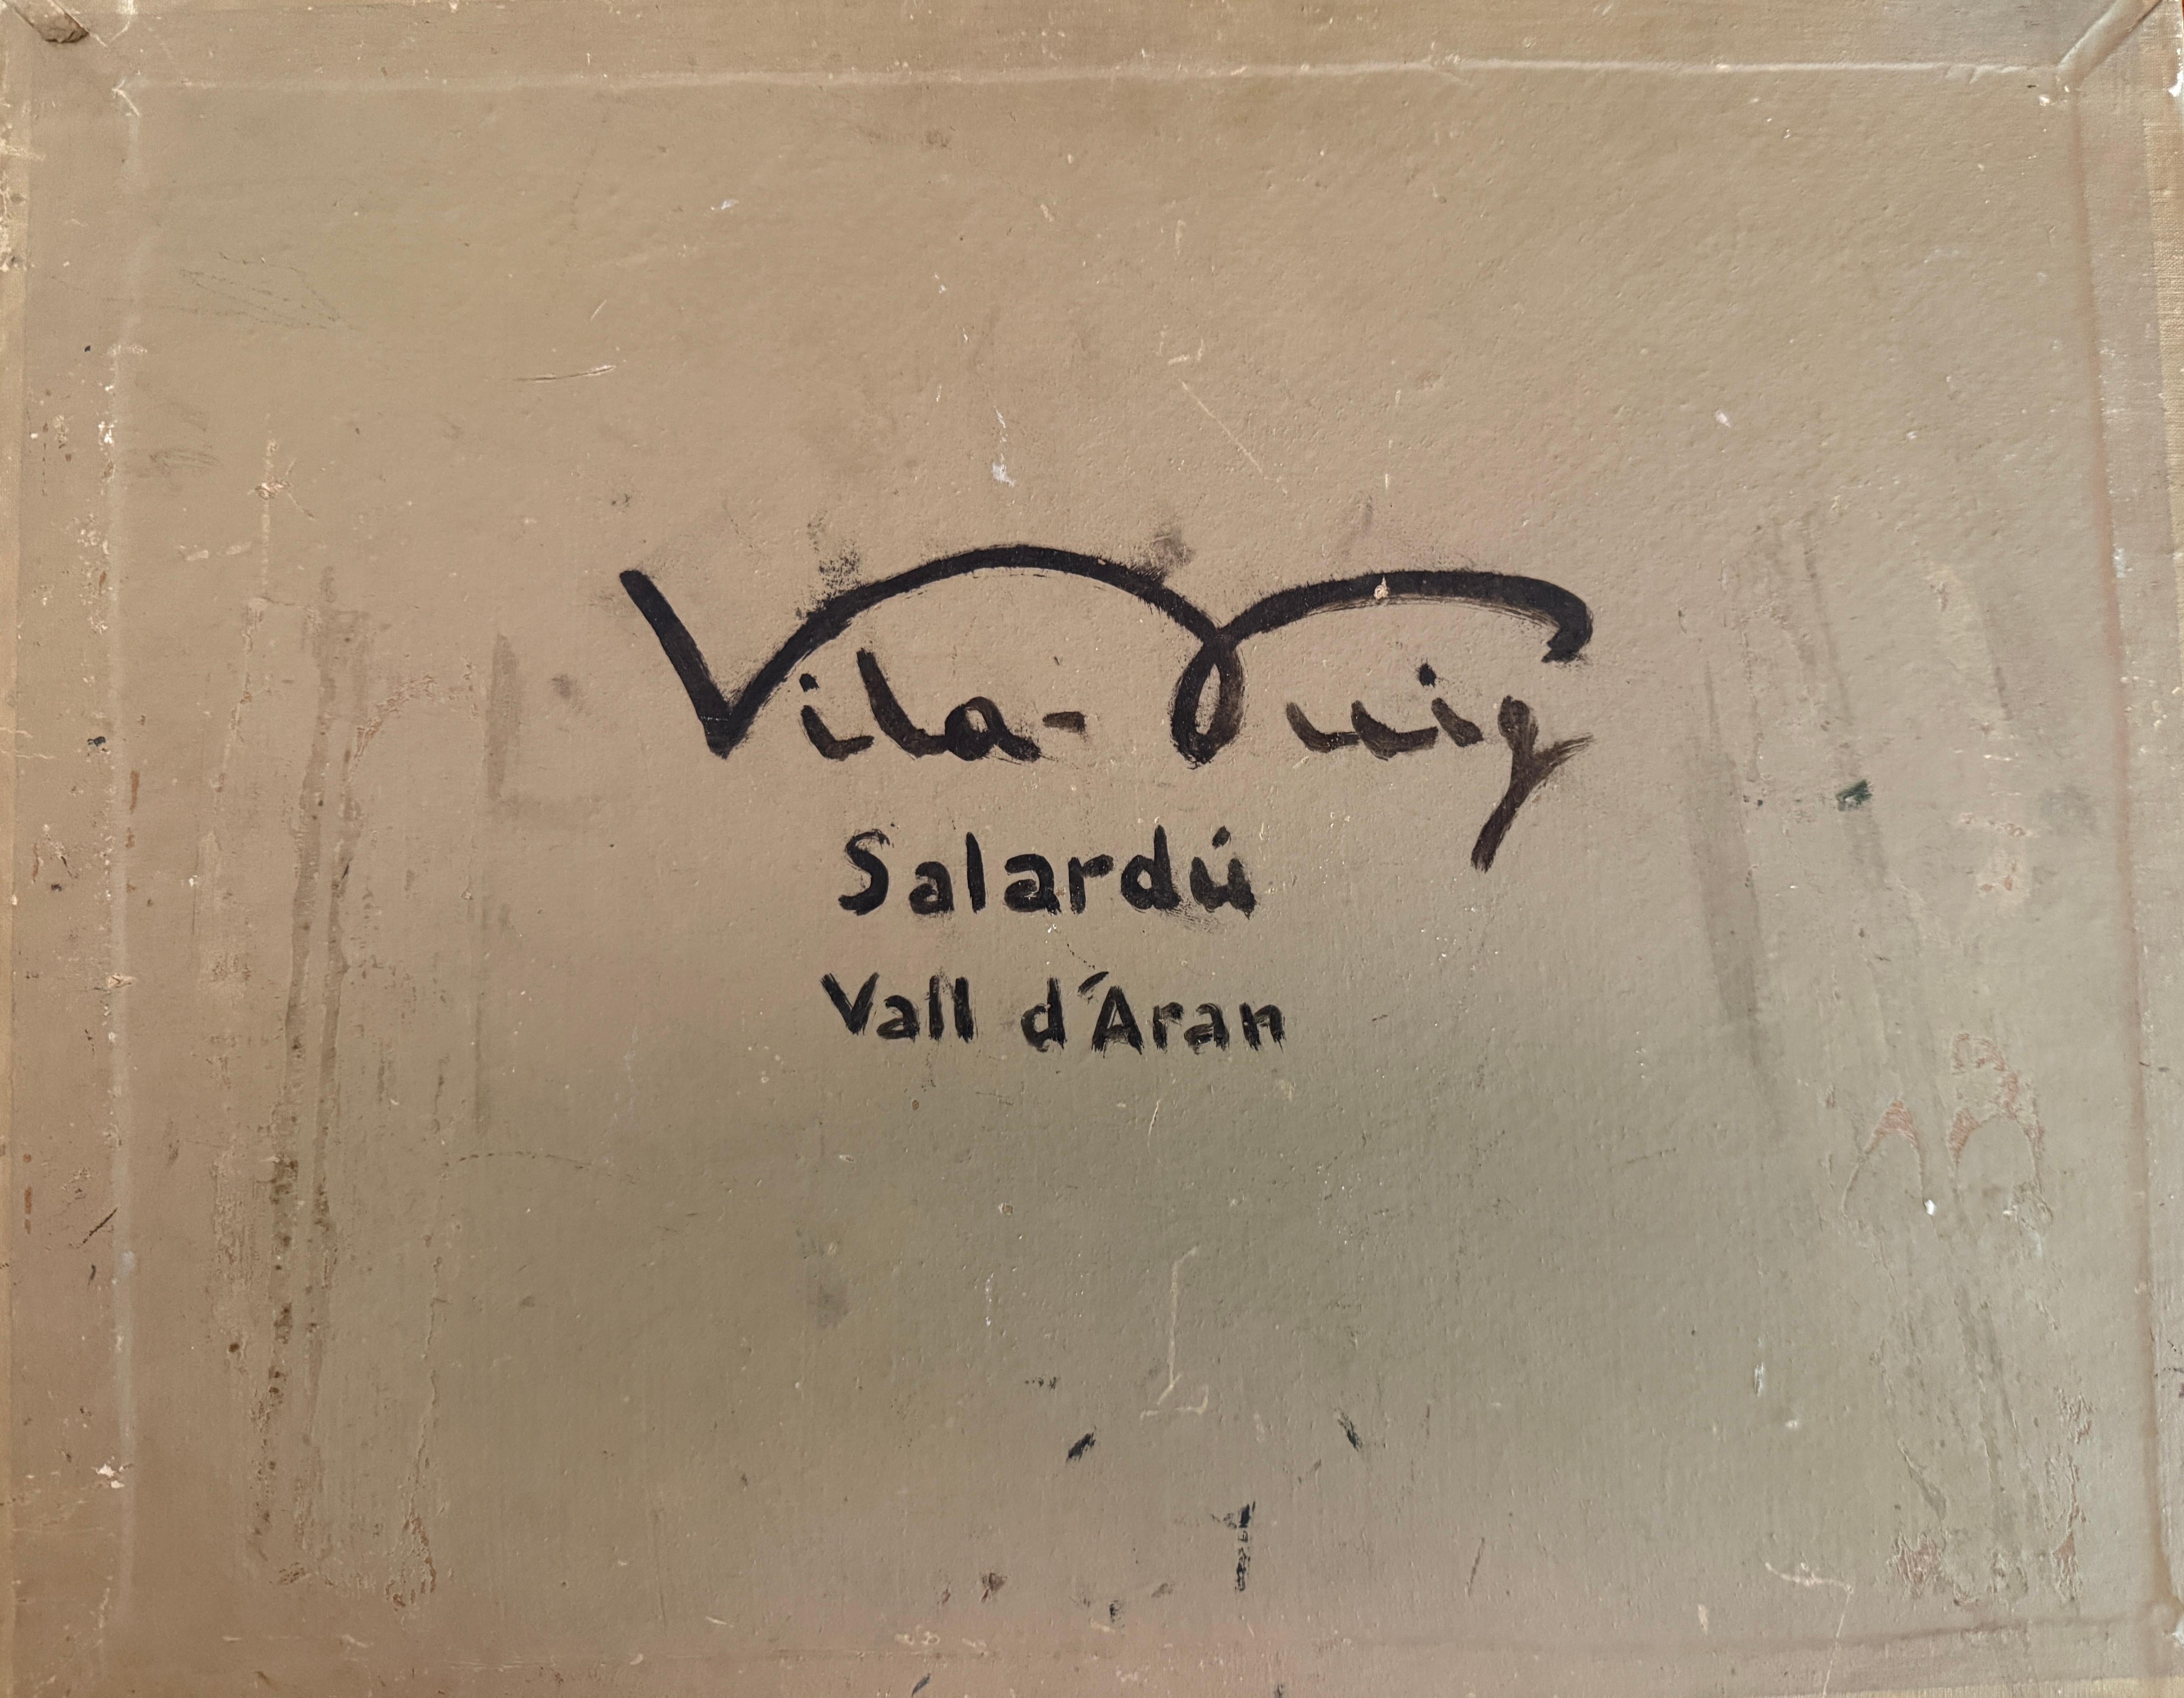 Vila-Puig
Salardú
Vall d'Aran